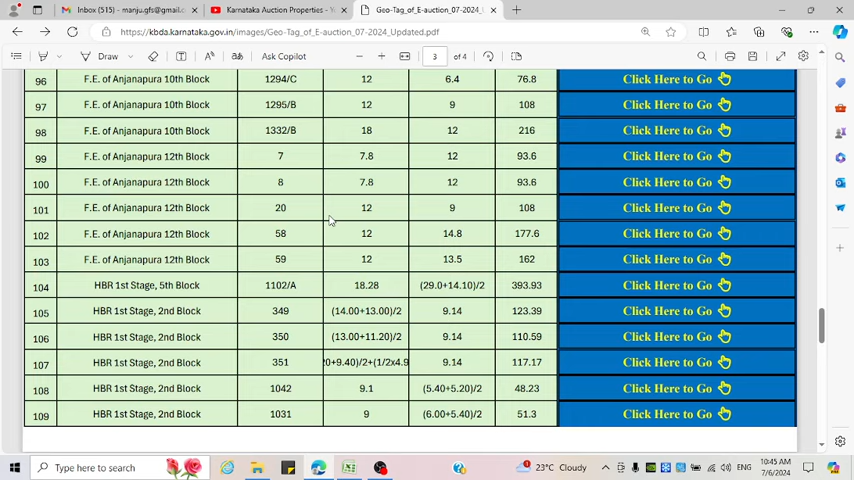 Inbox (515) - manju.gfs@gmail.c
Karnataka Auction Properties - Y
Geo-Tag_of_E-auction_07-2024_U
https://kbda.karnataka.gov.in/images/Geo-Tag_of_E-auction_07-2024_Updated.pdf
Draw
Ask Copilot
3 of 4
96 F.E. of Anjanapura 10th Block 1294/C 12 6.4 76.8 Click Here to Go
97 F.E. of Anjanapura 10th Block 1295/B 12 9 108 Click Here to Go
98 F.E. of Anjanapura 10th Block 1332/B 18 12 216 Click Here to Go
99 F.E. of Anjanapura 12th Block 7 7.8 12 93.6 Click Here to Go
100 F.E. of Anjanapura 12th Block 8 7.8 12 93.6 Click Here to Go
101 F.E. of Anjanapura 12th Block 20 12 9 108 Click Here to Go
102 F.E. of Anjanapura 12th Block 58 12 14.8 177.6 Click Here to Go
103 F.E. of Anjanapura 12th Block 59 12 13.5 162 Click Here to Go
104 HBR 1st Stage, 5th Block 1102/A 18.28 (29.0+14.10)/2 393.93 Click Here to Go
105 HBR 1st Stage, 2nd Block 349 (14.00+13.00)/2 9.14 123.39 Click Here to Go
106 HBR 1st Stage, 2nd Block 350 (13.00+11.20)/2 9.14 110.59 Click Here to Go
107 HBR 1st Stage, 2nd Block 351 20+9.40)/2+(1/2x4.9 9.14 117.17 Click Here to Go
108 HBR 1st Stage, 2nd Block 1042 9.1 (5.40+5.20)/2 48.23 Click Here to Go
109 HBR 1st Stage, 2nd Block 1031 9 (6.00+5.40)/2 51.3 Click Here to Go
Type here to search
23°C Cloudy
ENG
10:45 AM
7/6/2024